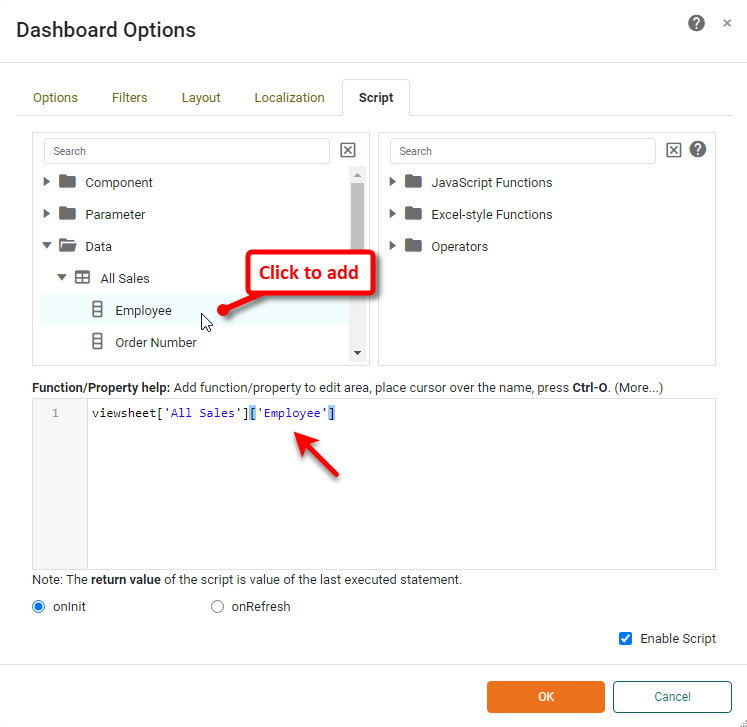 Dashboard Options
Options Filters Layout Localization Script
Search Search
Component
Parameter
Data
All Sales
Employee
Order Number
JavaScript Functions
Excel-style Functions
Operators
Click to add
Function/Property help: Add function/property to edit area, place cursor over the name, press Ctrl-O. (More...)
1 viewsheet['All Sales']['Employee']
Note: The return value of the script is value of the last executed statement.
onInit onRefresh
Enable Script
OK Cancel